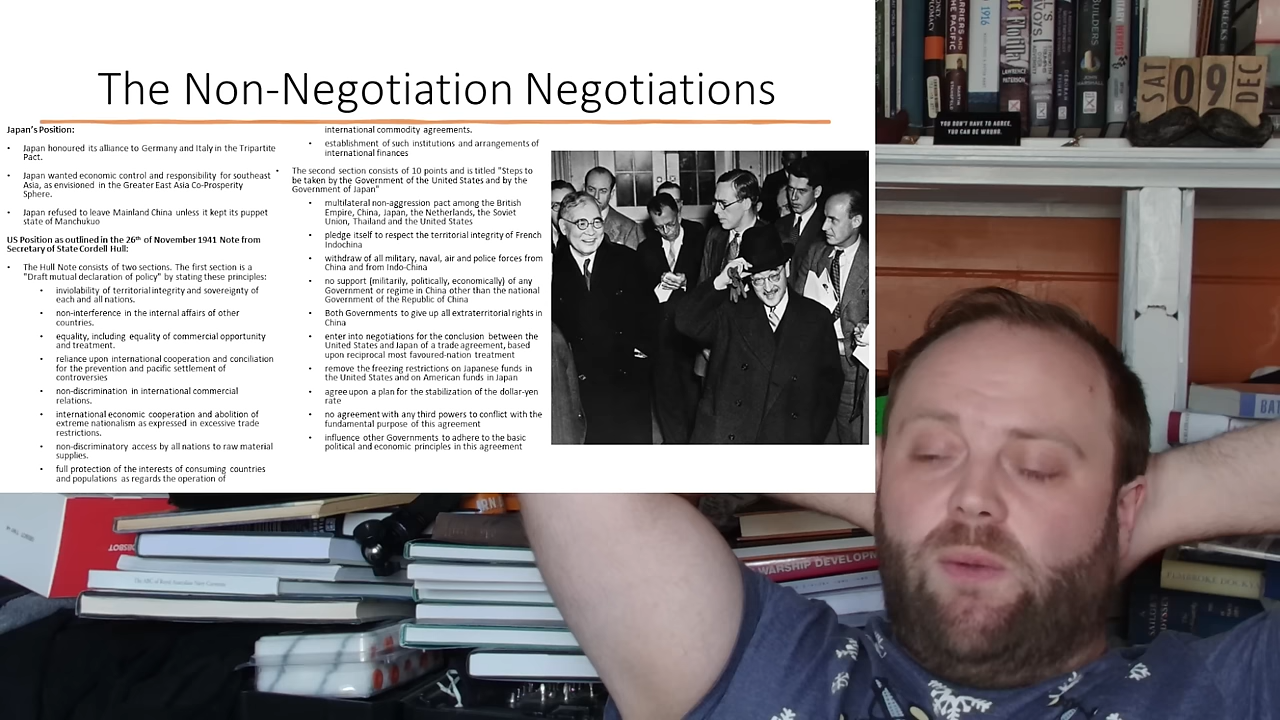 The Non-Negotiation Negotiations
Japan's Position:
• Japan honoured its alliance to Germany and Italy in the Tripartite
Pact.
• Japan wanted economic control and responsibility for southeast
Asia, as envisioned in the Greater East Asia Co-Prosperity
Sphere.
• Japan refused to leave Mainland China unless it kept its puppet
state of Manchukuo
US Position as outlined in the 26th of November 1941 Note from
Secretary of State Cordell Hull:
• The Hull Note consists of two sections. The first section is a
"Draft mutual declaration of policy" by stating these principles:
• inviolability of territorial integrity and sovereignty of
each and all nations.
• non-interference in the internal affairs of other
countries.
• equality, including equality of commercial opportunity
and treatment.
• reliance upon international cooperation and conciliation
for the prevention and pacific settlement of
controversies
• non-discrimination in international commercial
relations.
• international economic cooperation and abolition of
extreme nationalism as expressed in excessive trade
restrictions.
• non-discriminatory access by all nations to raw material
supplies.
• full protection of the interests of consuming countries
and populations as regards the operation of
international commodity agreements.
• establishment of such institutions and arrangements of
international finances
• The second section consists of 10 points and is titled "Steps to
be taken by the Government of the United States and by the
Government of Japan"
• multilateral non-aggression pact among the British
Empire, China, Japan, the Netherlands, the Soviet
Union, Thailand and the United States
• pledge itself to respect the territorial integrity of French
Indochina
• withdraw of all military, naval, air and police forces from
China and from Indo-China
• no support (militarily, politically, economically) of any
Government or regime in China other than the national
Government of the Republic of China
• Both Governments to give up all extraterritorial rights in
China
• enter into negotiations for the conclusion between the
United States and Japan of a trade agreement, based
upon reciprocal most favoured-nation treatment
• remove the freezing restrictions on Japanese funds in
the United States and on American funds in Japan
• agree upon a plan for the stabilization of the dollar-yen
rate
• no agreement with any third powers to conflict with the
fundamental purpose of this agreement
• influence other Governments to adhere to the basic
political and economic principles in this agreement
1916
LAWRENCE PATERSON
BUILDERS
SAT 09 DEC
YOU DON'T HAVE TO AGREE,
YOU CAN BE WRONG.
WARSHIP DEVELOPM
PEMBROKE DOCKYA
BAT